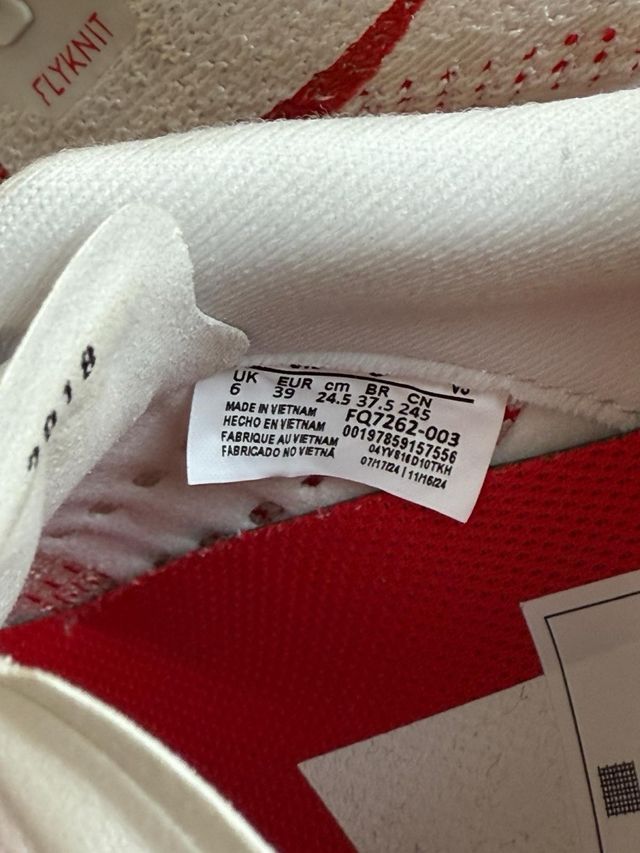 FLYKNIT
UK EUR cm BR CN
6 39 24.5 37.5 245
MADE IN VIETNAM
HECHO EN VIETNAM
FABRIQUE AU VIETNAM
FABRICADO NO VIETNÃ
FQ7262-003
00197859157556
04YV616D10TKH
07/17/24 | 11/16/24